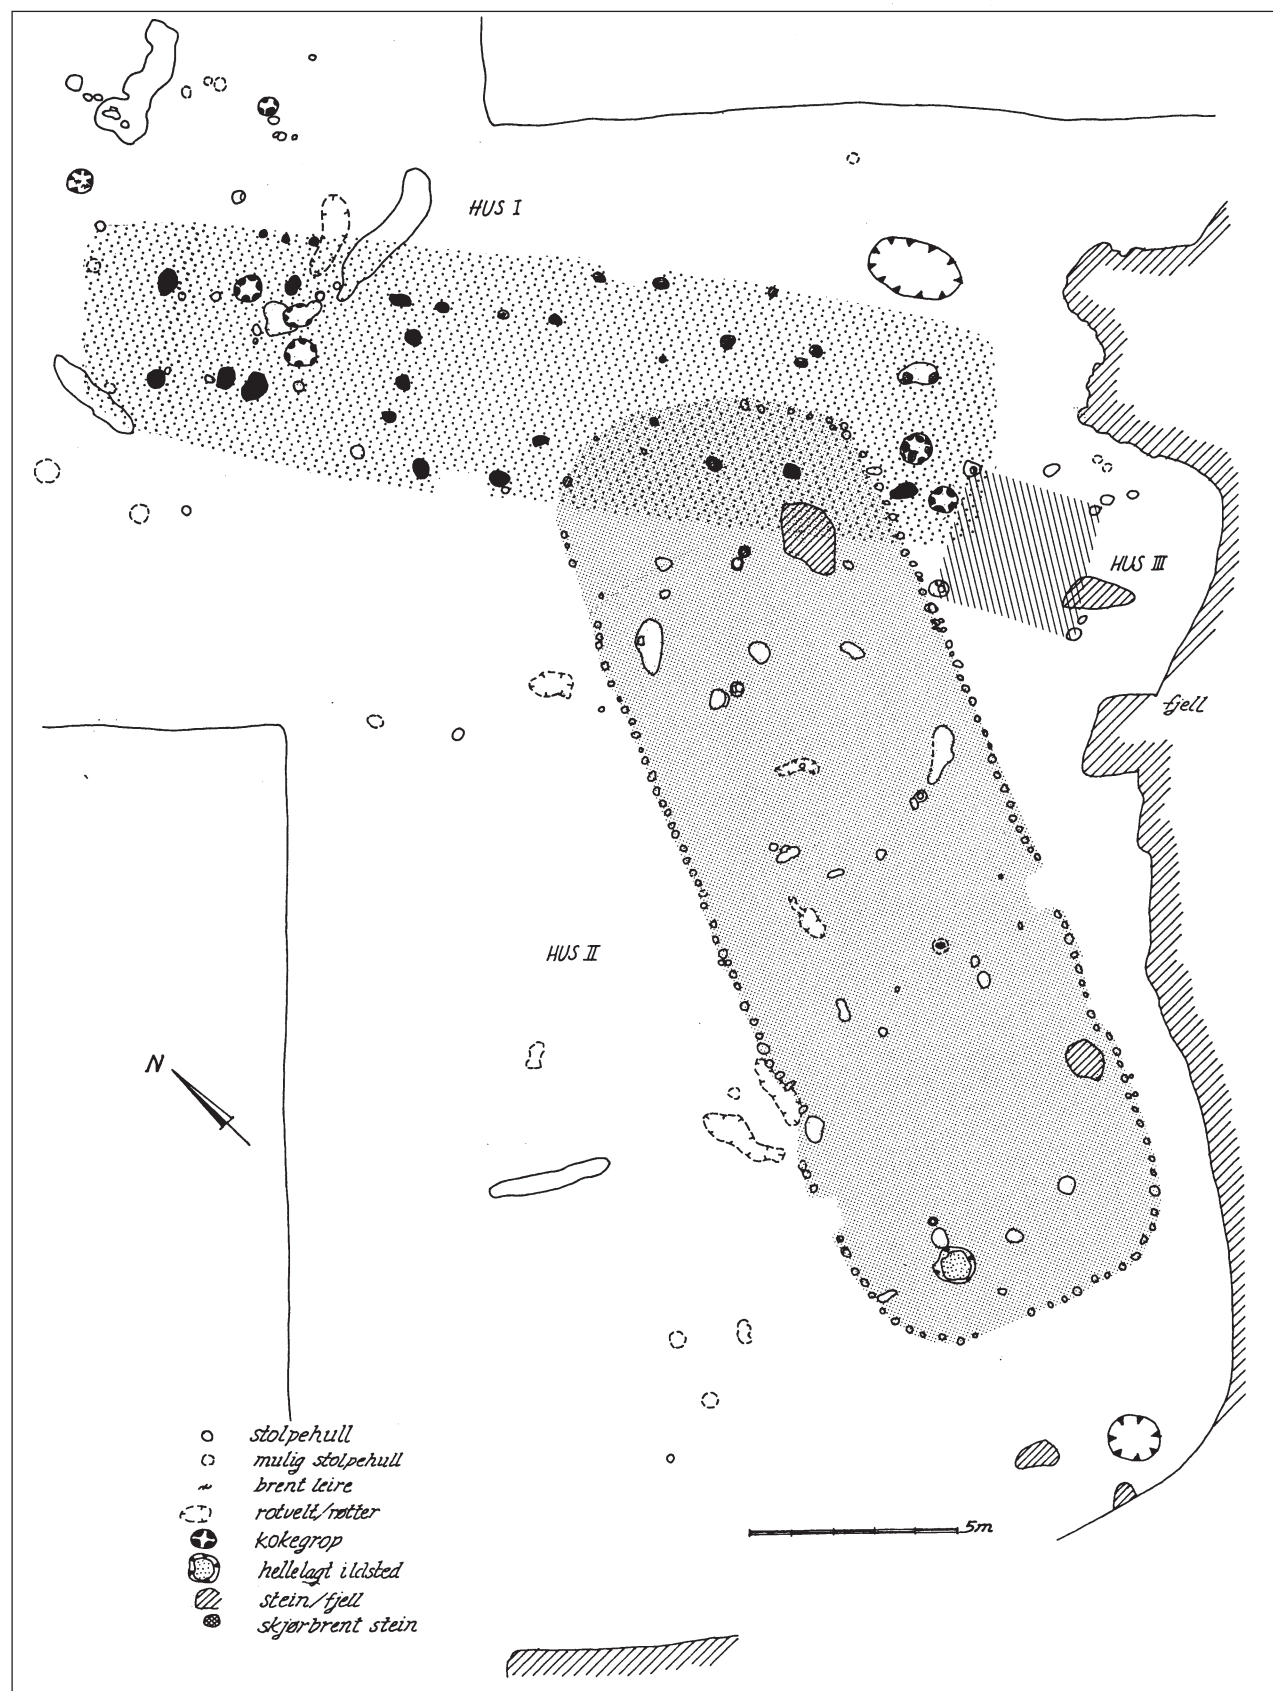 HUS I
HUS III
fjell
HUS II
N
stolpehull
mulig stolpehull
brent leire
rotvelt/røtter
kokegrop
hellelagt ildsted
stein/fjell
skjørbrent stein
5m